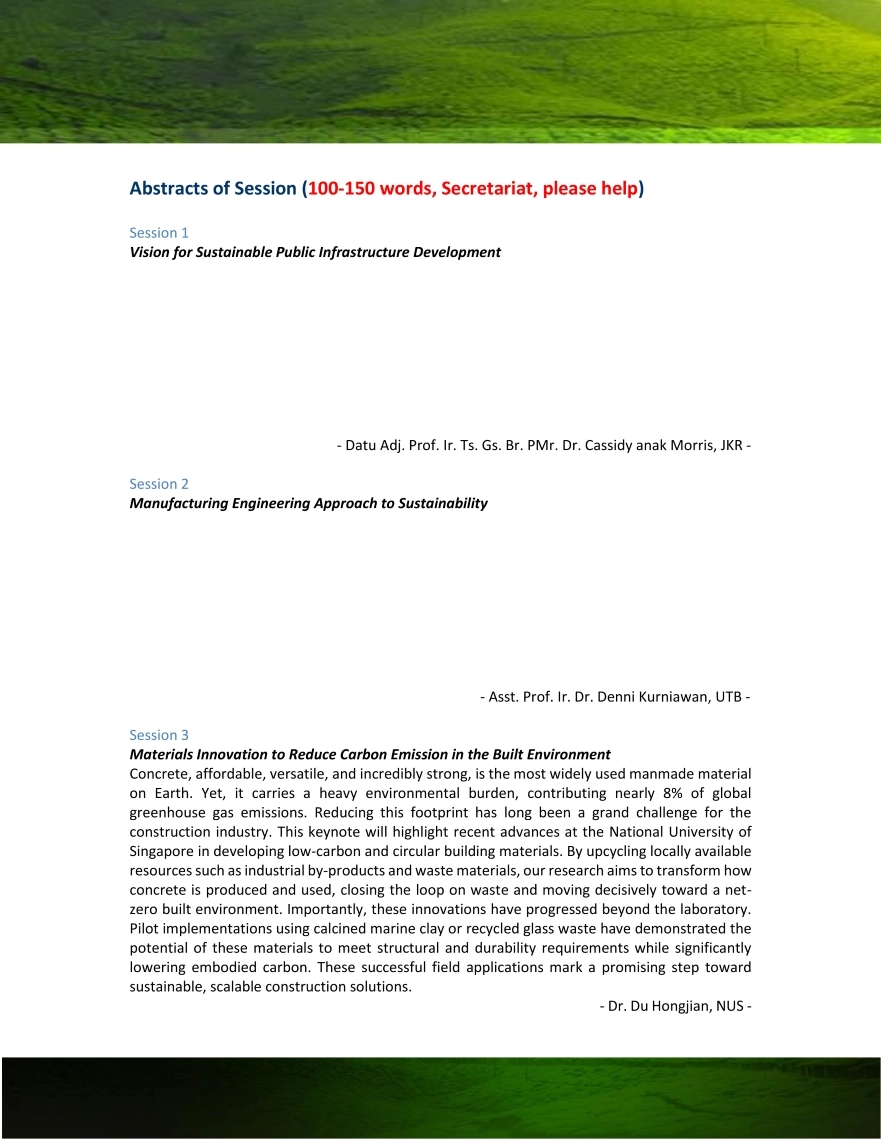 Abstracts of Session (100-150 words, Secretariat, please help)
Session 1
Vision for Sustainable Public Infrastructure Development
- Datu Adj. Prof. Ir. Ts. Gs. Br. PMr. Dr. Cassidy anak Morris, JKR -
Session 2
Manufacturing Engineering Approach to Sustainability
- Asst. Prof. Ir. Dr. Denni Kurniawan, UTB -
Session 3
Materials Innovation to Reduce Carbon Emission in the Built Environment
Concrete, affordable, versatile, and incredibly strong, is the most widely used manmade material
on Earth. Yet, it carries a heavy environmental burden, contributing nearly 8% of global
greenhouse gas emissions. Reducing this footprint has long been a grand challenge for the
construction industry. This keynote will highlight recent advances at the National University of
Singapore in developing low-carbon and circular building materials. By upcycling locally available
resources such as industrial by-products and waste materials, our research aims to transform how
concrete is produced and used, closing the loop on waste and moving decisively toward a net-
zero built environment. Importantly, these innovations have progressed beyond the laboratory.
Pilot implementations using calcined marine clay or recycled glass waste have demonstrated the
potential of these materials to meet structural and durability requirements while significantly
lowering embodied carbon. These successful field applications mark a promising step toward
sustainable, scalable construction solutions.
- Dr. Du Hongjian, NUS -